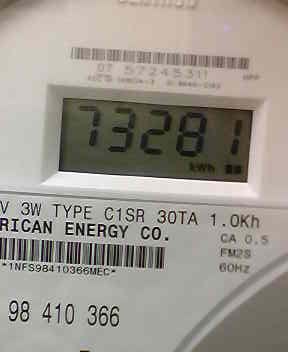 07 57245311
73281
kWh
V 3W TYPE C1SR 30TA 1.0Kh
RICAN ENERGY CO.
CA 0.5
FM2S
*1NFS98410366MEC*
60Hz
98 410 366